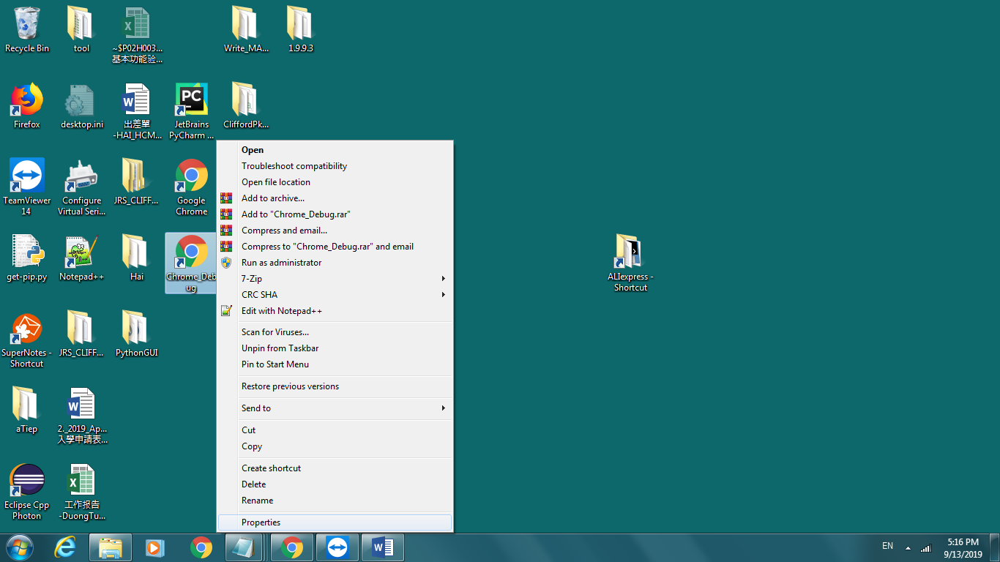 Recycle Bin
tool
~$P02H003...
基本功能验...
Write_MA...
1.9.9.3
Firefox
desktop.ini
出差單
-HAI_HCM...
PC
JetBrains
PyCharm ...
CliffordPk...
TeamViewer
14
Configure
Virtual Seri...
JRS_CLIFF...
Google
Chrome
get-pip.py
Notepad++
Hai
Chrome_Deb
ug
SuperNotes -
Shortcut
JRS_CLIFF...
PythonGUI
aTiep
2._2019_Ap...
入學申請表...
Eclipse Cpp
Photon
工作报告
-DuongTu...
Open
Troubleshoot compatibility
Open file location
Add to archive...
Add to "Chrome_Debug.rar"
Compress and email...
Compress to "Chrome_Debug.rar" and email
Run as administrator
7-Zip
CRC SHA
Edit with Notepad++
Scan for Viruses...
Unpin from Taskbar
Pin to Start Menu
Restore previous versions
Send to
Cut
Copy
Create shortcut
Delete
Rename
Properties
ALIexpress -
Shortcut
EN
5:16 PM
9/13/2019